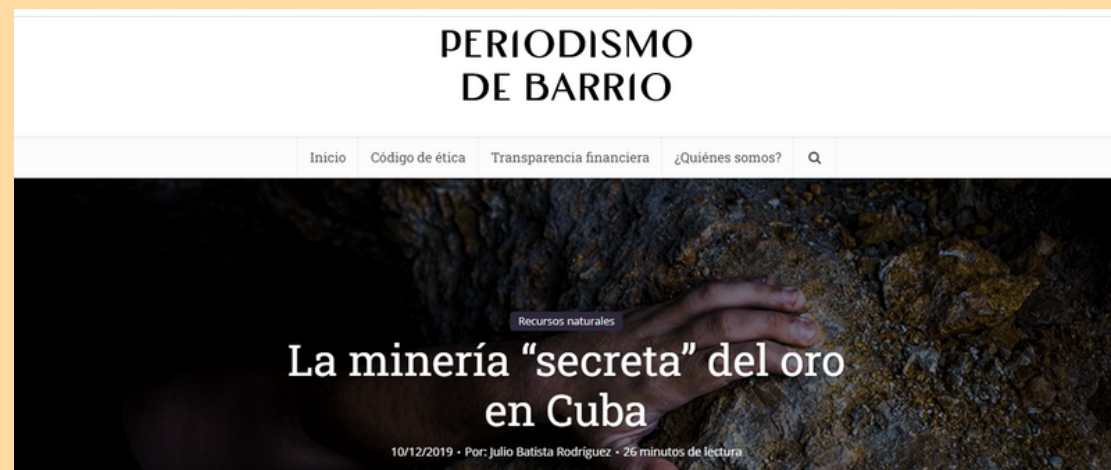 PERIODISMO
DE BARRIO
Inicio Código de ética Transparencia financiera ¿Quiénes somos?
Recursos naturales
La minería “secreta” del oro
en Cuba
10/12/2019 • Por: Julio Batista Rodríguez • 26 minutos de lectura